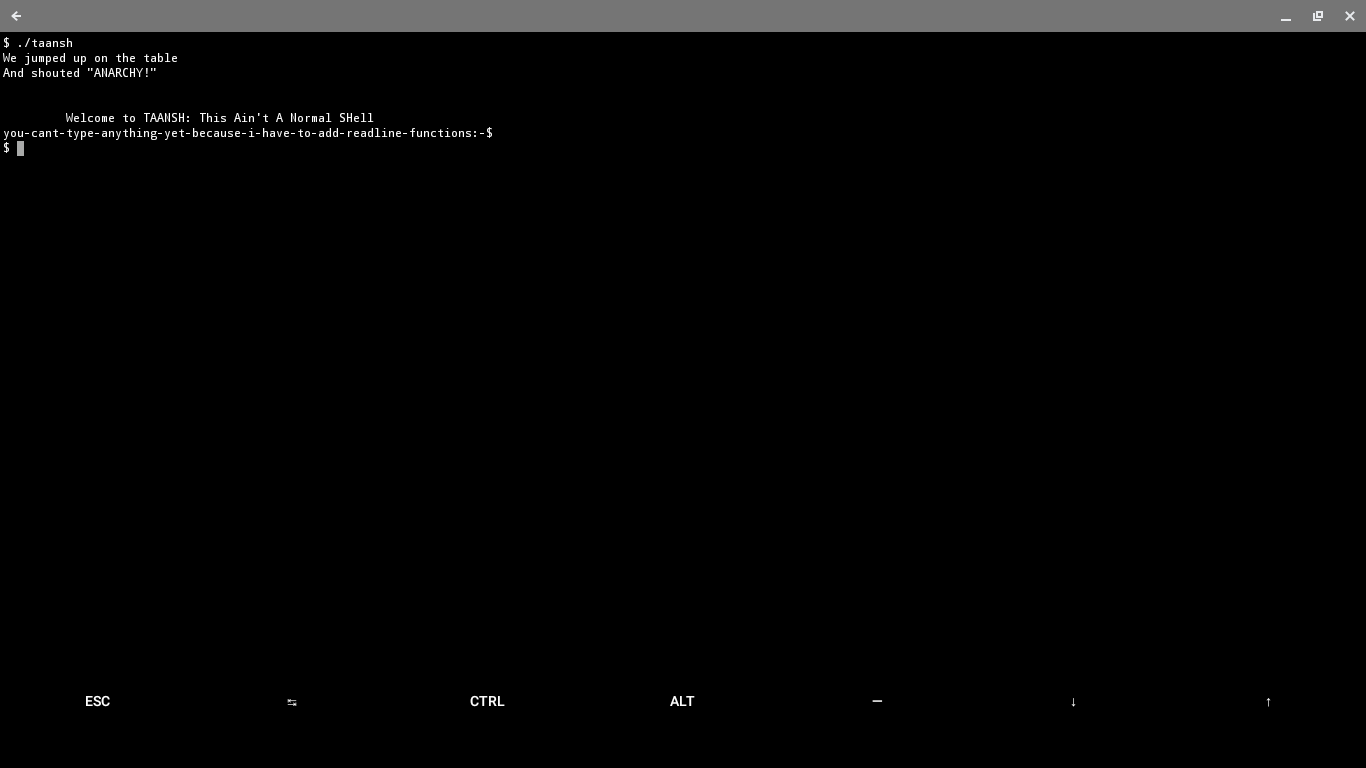 $ ./taansh
We jumped up on the table
And shouted "ANARCHY!"
Welcome to TAANSH: This Ain't A Normal SHell
you-cant-type-anything-yet-because-i-have-to-add-readline-functions:-$
$
ESC ↹ CTRL ALT — ↓ ↑